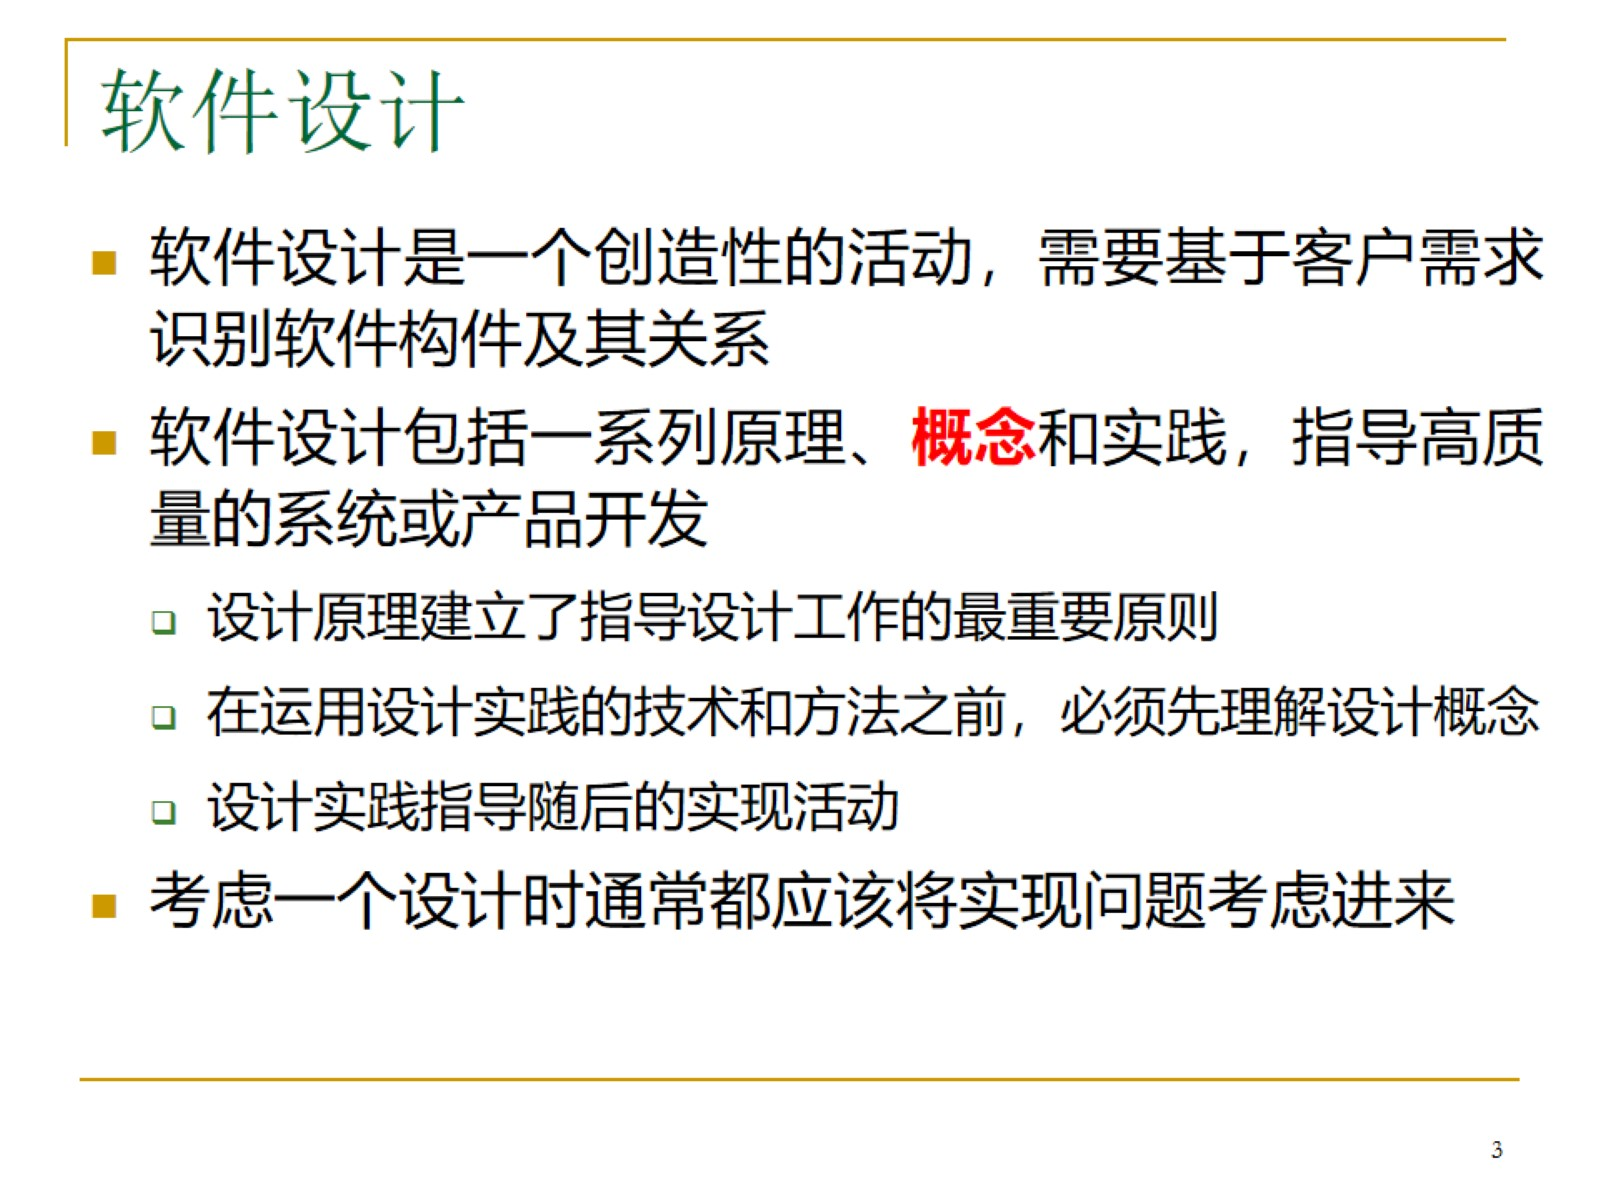 软件设计
软件设计是一个创造性的活动，需要基于客户需求
识别软件构件及其关系
软件设计包括一系列原理、概念和实践，指导高质
量的系统或产品开发
设计原理建立了指导设计工作的最重要原则
在运用设计实践的技术和方法之前，必须先理解设计概念
设计实践指导随后的实现活动
考虑一个设计时通常都应该将实现问题考虑进来
3